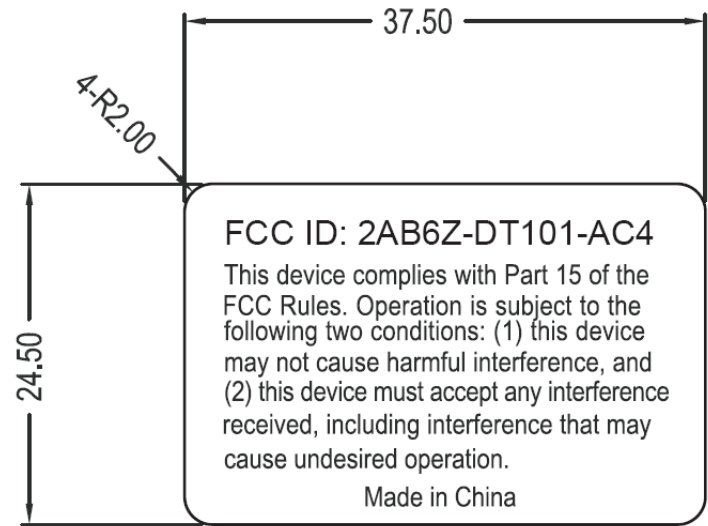 37.50
4-R2.00
24.50
FCC ID: 2AB6Z-DT101-AC4
This device complies with Part 15 of the
FCC Rules. Operation is subject to the
following two conditions: (1) this device
may not cause harmful interference, and
(2) this device must accept any interference
received, including interference that may
cause undesired operation.
Made in China